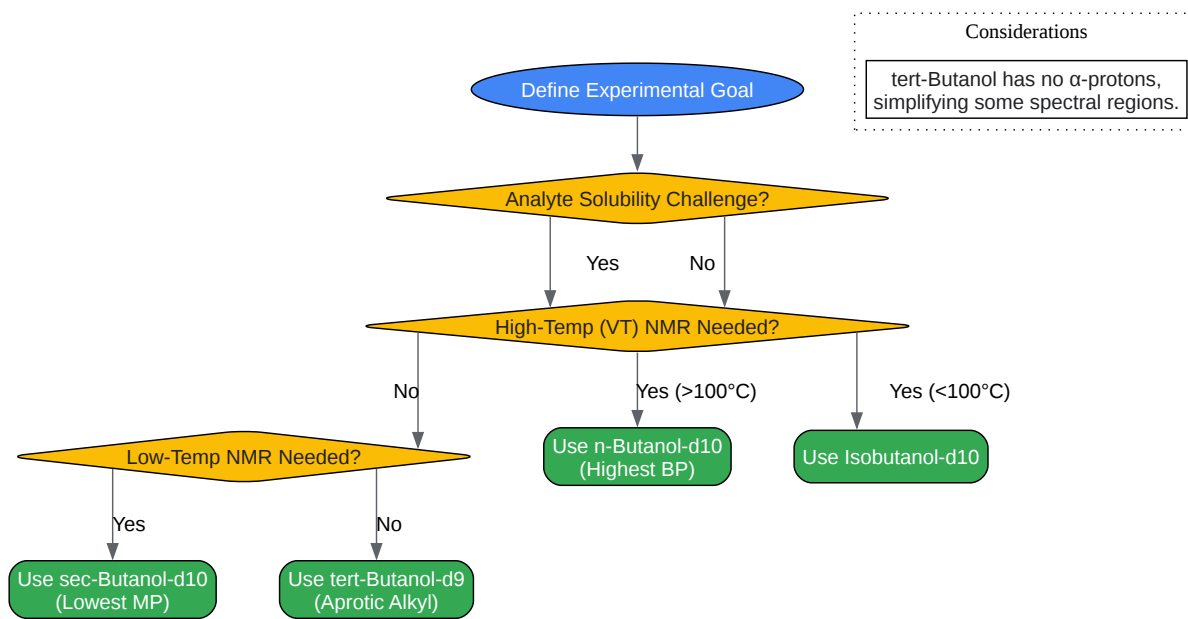 Considerations
tert-Butanol has no α-protons,
simplifying some spectral regions.
Define Experimental Goal
Analyte Solubility Challenge?
Yes
No
High-Temp (VT) NMR Needed?
No
Yes (>100°C)
Yes (<100°C)
Low-Temp NMR Needed?
Use n-Butanol-d10
(Highest BP)
Use Isobutanol-d10
Yes
No
Use sec-Butanol-d10
(Lowest MP)
Use tert-Butanol-d9
(Aprotic Alkyl)